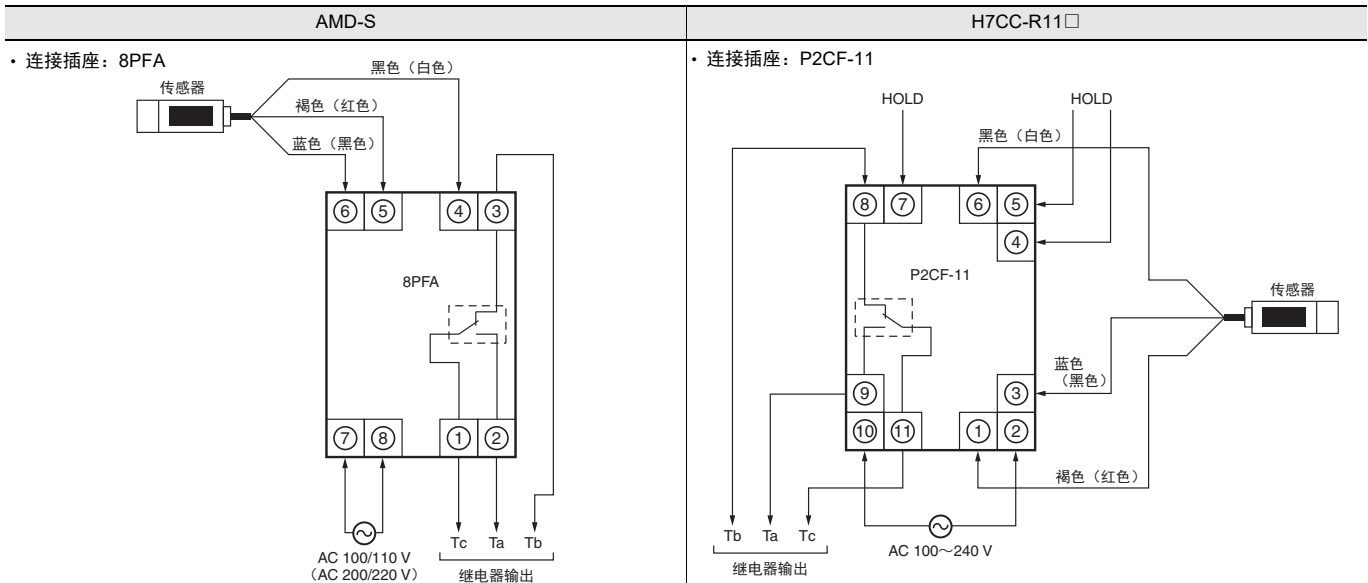 AMD-S
・ 连接插座：8PFA
传感器
黑色（白色）
褐色（红色）
蓝色（黑色）
⑥ ⑤ ④ ③
8PFA
⑦ ⑧ ① ②
AC 100/110 V
（AC 200/220 V）
Tc Ta Tb
继电器输出
H7CC-R11□
・ 连接插座：P2CF-11
HOLD HOLD
黑色（白色）
⑧ ⑦ ⑥ ⑤
④
P2CF-11
传感器
蓝色
（黑色）
⑨ ③
⑩ ⑪ ① ②
褐色（红色）
Tb Ta Tc
AC 100～240 V
继电器输出